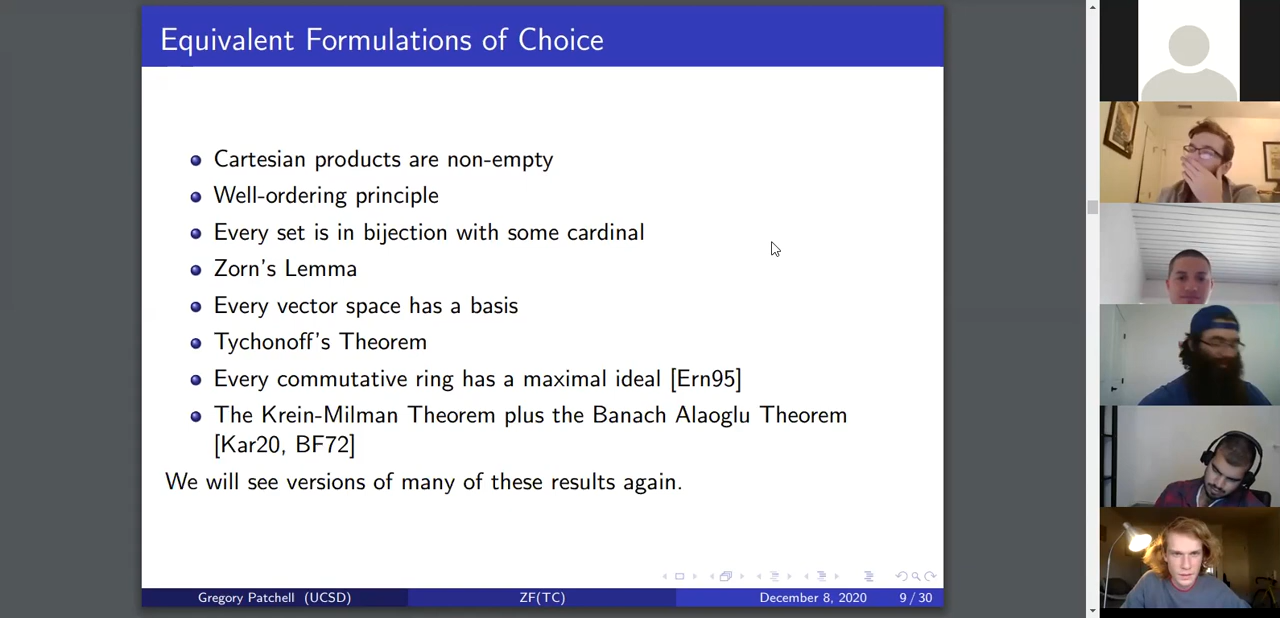 Equivalent Formulations of Choice
Cartesian products are non-empty
Well-ordering principle
Every set is in bijection with some cardinal
Zorn's Lemma
Every vector space has a basis
Tychonoff's Theorem
Every commutative ring has a maximal ideal [Ern95]
The Krein-Milman Theorem plus the Banach Alaoglu Theorem
[Kar20, BF72]
We will see versions of many of these results again.
Gregory Patchell (UCSD) ZF(TC) December 8, 2020 9 / 30